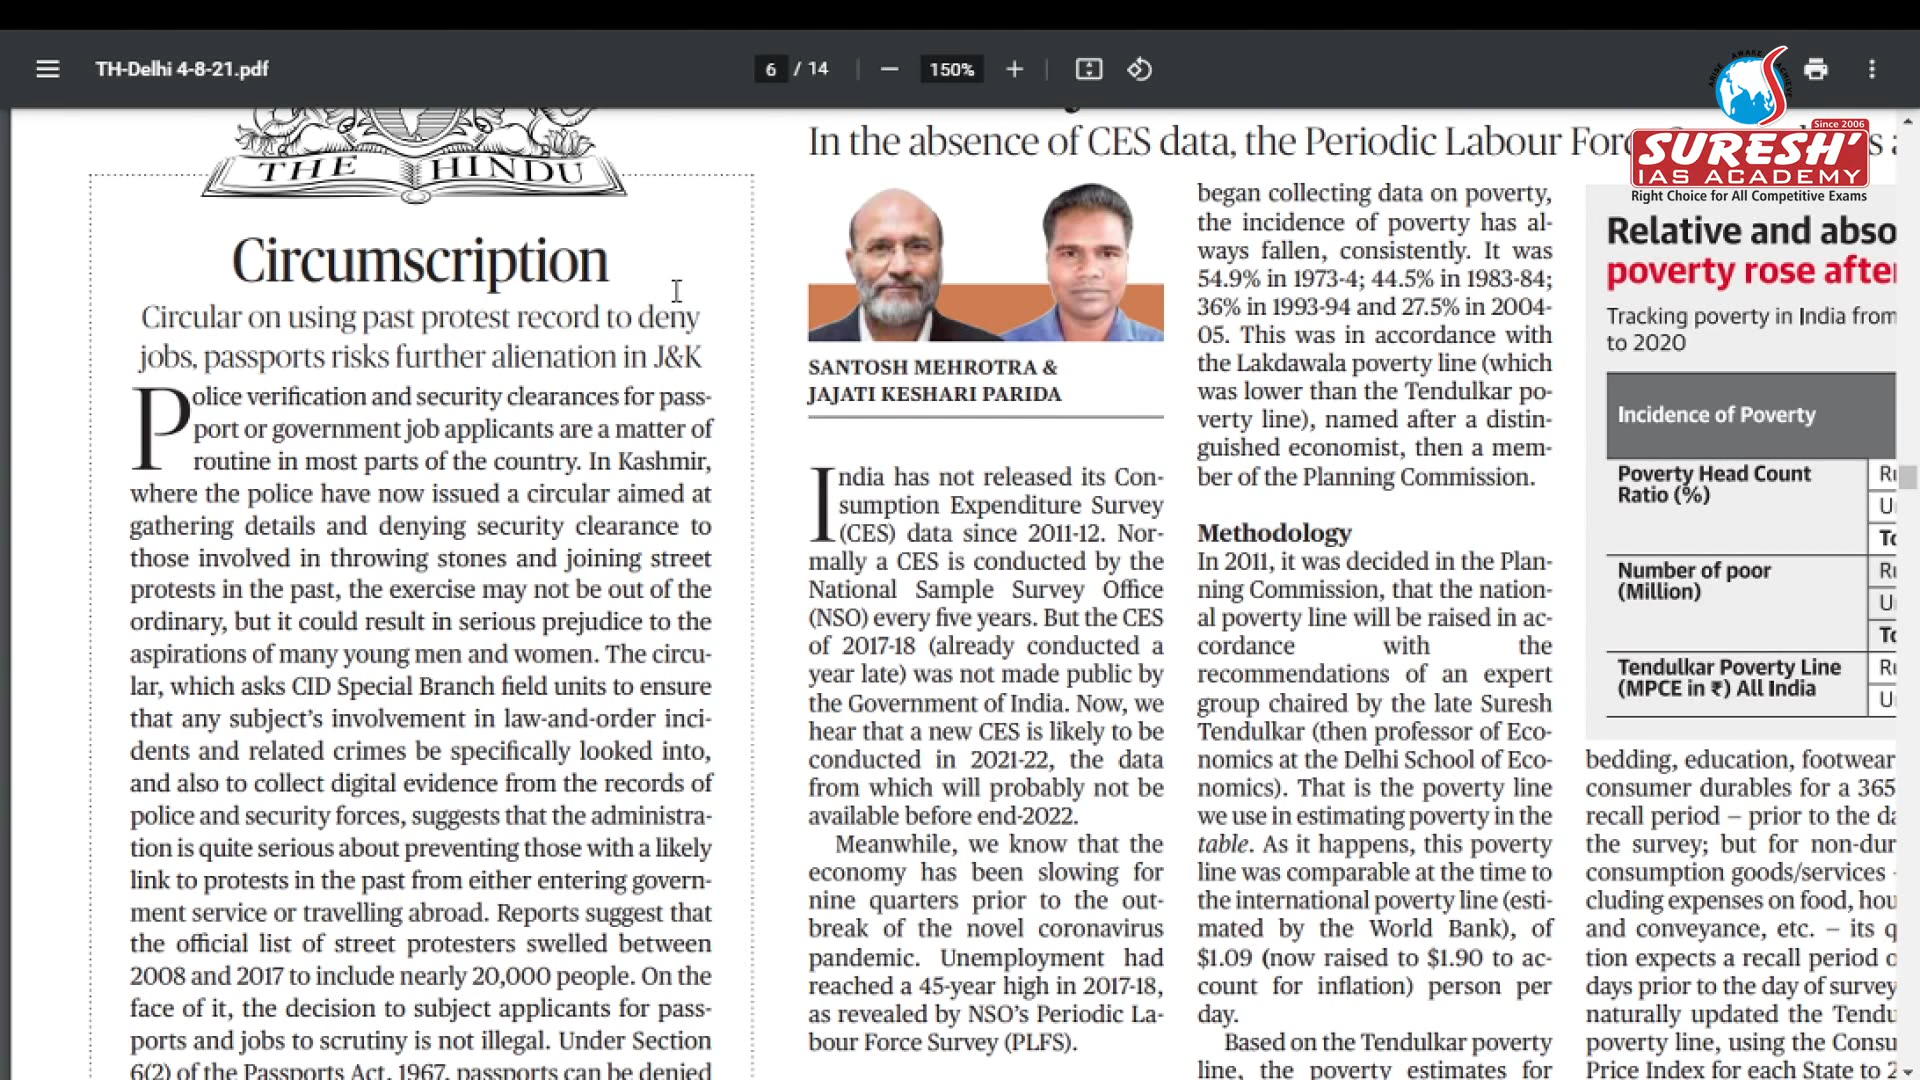 TH-Delhi 4-8-21.pdf
6 / 14
150%
ARISE AWAKE ACHIEVE
Since 2006
SURESH'
IAS ACADEMY
Right Choice for All Competitive Exams
THE HINDU
Circumscription
Circular on using past protest record to deny
jobs, passports risks further alienation in J&K
Police verification and security clearances for pass-
port or government job applicants are a matter of
routine in most parts of the country. In Kashmir,
where the police have now issued a circular aimed at
gathering details and denying security clearance to
those involved in throwing stones and joining street
protests in the past, the exercise may not be out of the
ordinary, but it could result in serious prejudice to the
aspirations of many young men and women. The circu-
lar, which asks CID Special Branch field units to ensure
that any subject's involvement in law-and-order inci-
dents and related crimes be specifically looked into,
and also to collect digital evidence from the records of
police and security forces, suggests that the administra-
tion is quite serious about preventing those with a likely
link to protests in the past from either entering govern-
ment service or travelling abroad. Reports suggest that
the official list of street protesters swelled between
2008 and 2017 to include nearly 20,000 people. On the
face of it, the decision to subject applicants for pass-
ports and jobs to scrutiny is not illegal. Under Section
6(2) of the Passports Act, 1967, passports can be denied
In the absence of CES data, the Periodic Labour
SANTOSH MEHROTRA &
JAJATI KESHARI PARIDA
India has not released its Con-
sumption Expenditure Survey
(CES) data since 2011-12. Nor-
mally a CES is conducted by the
National Sample Survey Office
(NSO) every five years. But the CES
of 2017-18 (already conducted a
year late) was not made public by
the Government of India. Now, we
hear that a new CES is likely to be
conducted in 2021-22, the data
from which will probably not be
available before end-2022.
Meanwhile, we know that the
economy has been slowing for
nine quarters prior to the out-
break of the novel coronavirus
pandemic. Unemployment had
reached a 45-year high in 2017-18,
as revealed by NSO's Periodic La-
bour Force Survey (PLFS).
began collecting data on poverty,
the incidence of poverty has al-
ways fallen, consistently. It was
54.9% in 1973-4; 44.5% in 1983-84;
36% in 1993-94 and 27.5% in 2004-
05. This was in accordance with
the Lakdawala poverty line (which
was lower than the Tendulkar po-
verty line), named after a distin-
guished economist, then a mem-
ber of the Planning Commission.
Methodology
In 2011, it was decided in the Plan-
ning Commission, that the nation-
al poverty line will be raised in ac-
cordance with the
recommendations of an expert
group chaired by the late Suresh
Tendulkar (then professor of Eco-
nomics at the Delhi School of Eco-
nomics). That is the poverty line
we use in estimating poverty in the
table. As it happens, this poverty
line was comparable at the time to
the international poverty line (esti-
mated by the World Bank), of
$1.09 (now raised to $1.90 to ac-
count for inflation) person per
day.
Based on the Tendulkar poverty
line, the poverty estimates for
Relative and abso
poverty rose after
Tracking poverty in India from
to 2020
Incidence of Poverty
Poverty Head Count
Ratio (%)
Number of poor
(Million)
Tendulkar Poverty Line
(MPCE in ₹) All India
bedding, education, footwear
consumer durables for a 365
recall period – prior to the da
the survey; but for non-dur
consumption goods/services
cluding expenses on food, hou
and conveyance, etc. – its q
tion expects a recall period o
days prior to the day of survey
naturally updated the Tendu
poverty line, using the Consu
Price Index for each State to 2